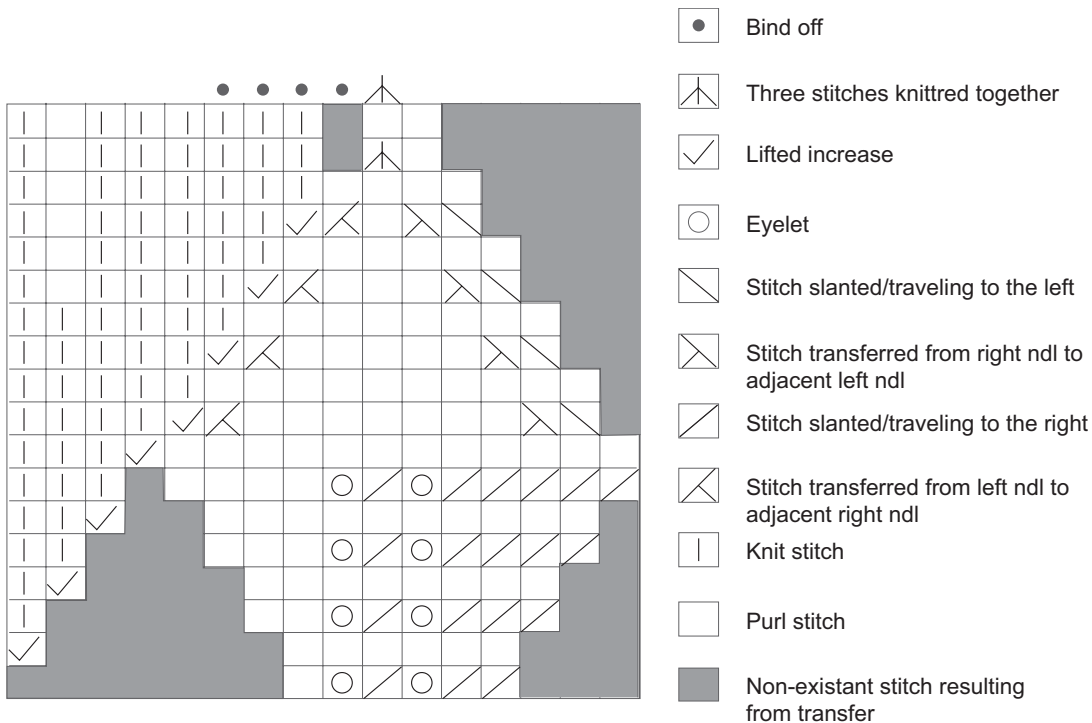 Bind off
Three stitches knittred together
Lifted increase
Eyelet
Stitch slanted/traveling to the left
Stitch transferred from right ndl to
adjacent left ndl
Stitch slanted/traveling to the right
Stitch transferred from left ndl to
adjacent right ndl
Knit stitch
Purl stitch
Non-existant stitch resulting
from transfer